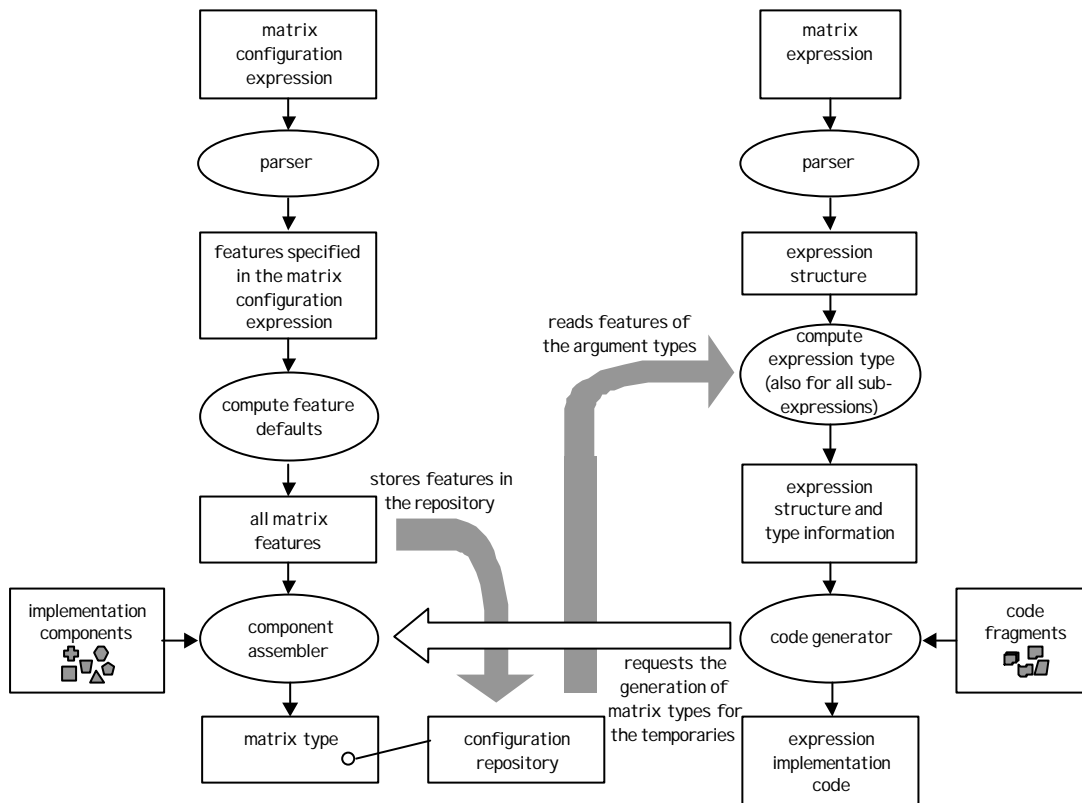 matrix
configuration
expression
parser
features specified
in the matrix
configuration
expression
compute feature
defaults
all matrix
features
implementation
components
component
assembler
matrix type
stores features in
the repository
configuration
repository
reads features of
the argument types
requests the
generation of
matrix types for
the temporaries
matrix
expression
parser
expression
structure
compute
expression type
(also for all sub-
expressions)
expression
structure and
type information
code generator
code
fragments
expression
implementation
code